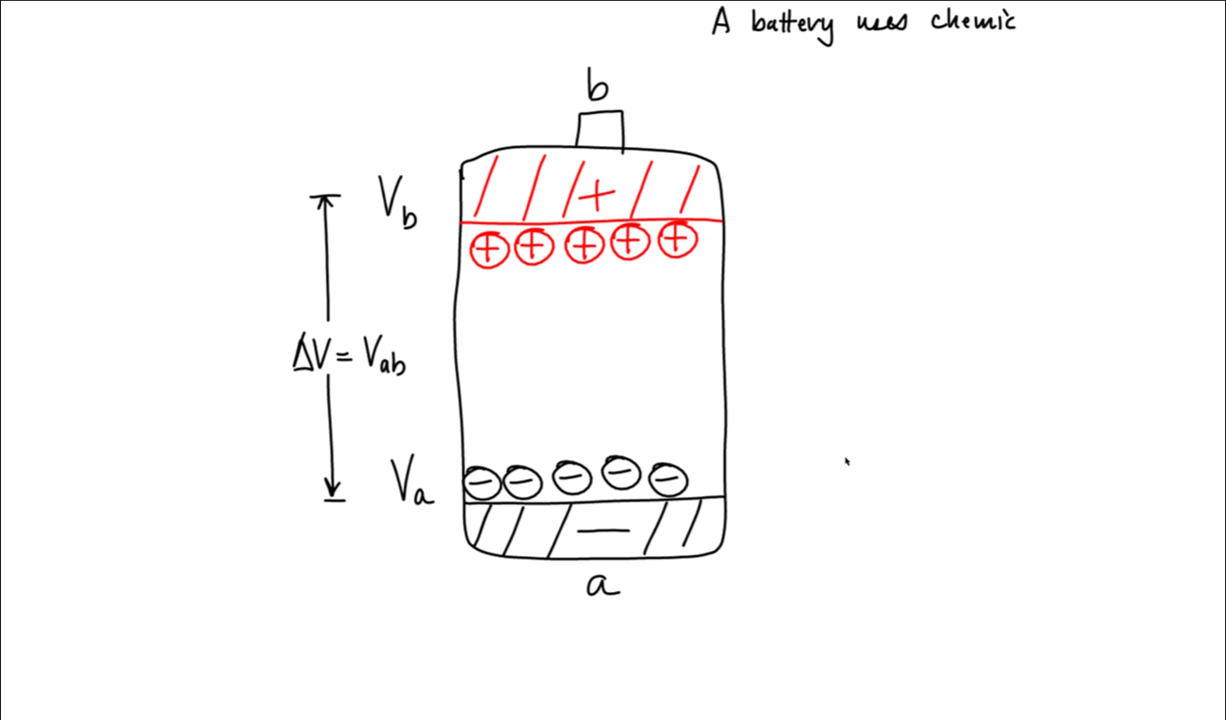 A battery uses chemic
b
V_b
+
+ + + + +
ΔV = V_ab
V_a
− − − − −
−
a